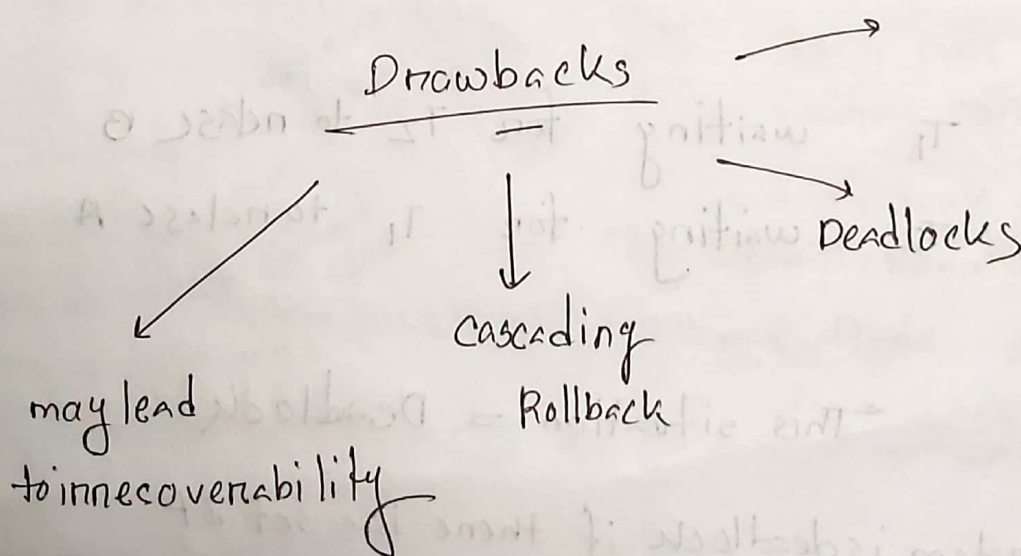 Drawbacks
Deadlocks
cascading
Rollback
may lead
to irrecoverability